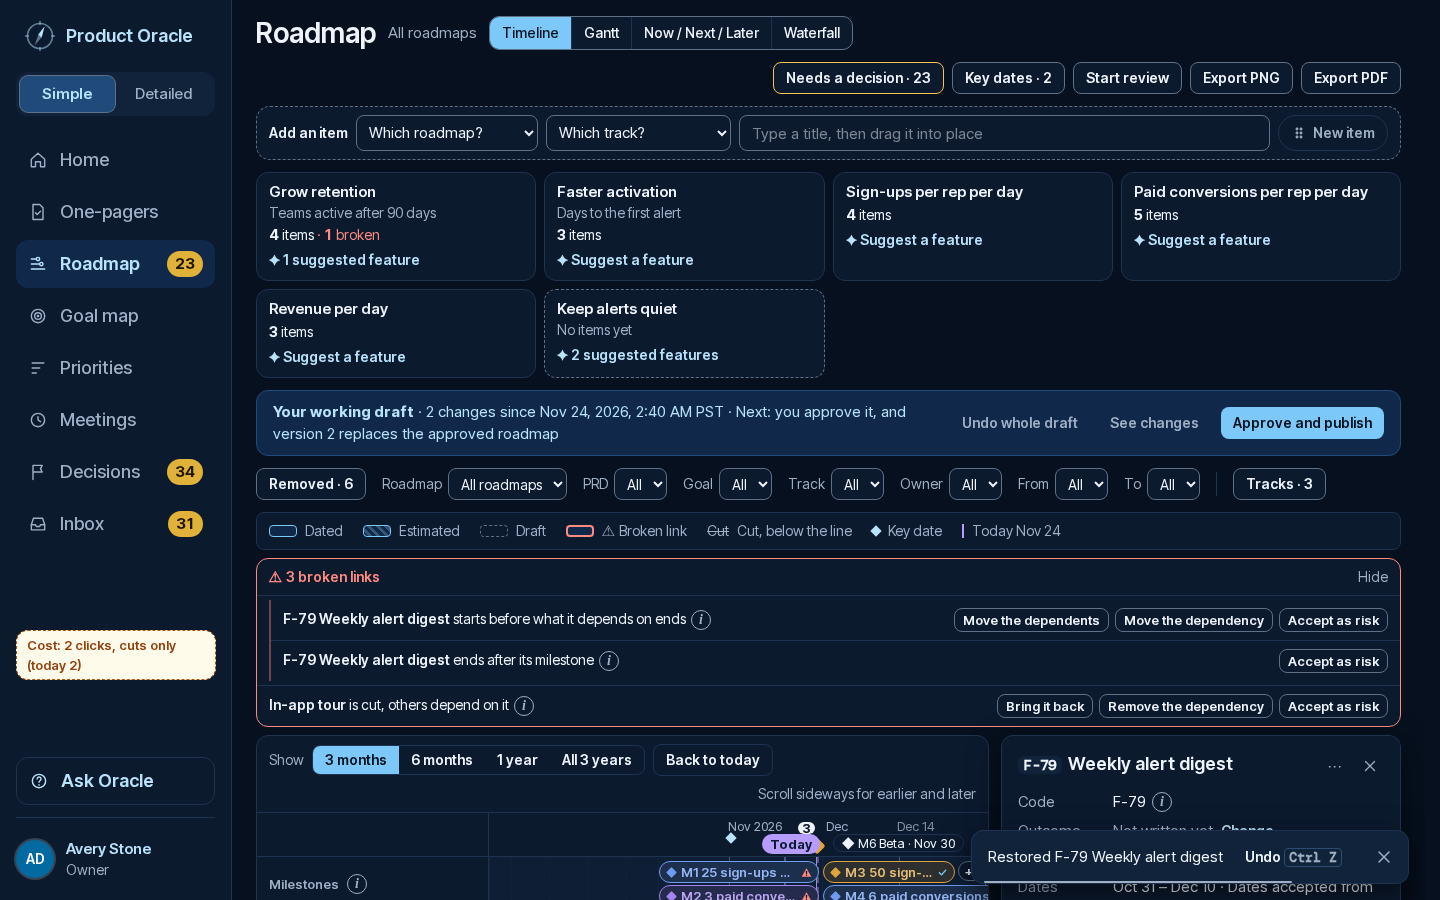 Product Oracle
Simple
Detailed
Home
One-pagers
Roadmap 23
Goal map
Priorities
Meetings
Decisions 34
Inbox 31
Cost: 2 clicks, cuts only
(today 2)
Ask Oracle
AD
Avery Stone
Owner
Roadmap All roadmaps Timeline Gantt Now / Next / Later Waterfall
Needs a decision · 23 Key dates · 2 Start review Export PNG Export PDF
Add an item Which roadmap? Which track? Type a title, then drag it into place New item
Grow retention
Teams active after 90 days
4 items · 1 broken
1 suggested feature
Faster activation
Days to the first alert
3 items
Suggest a feature
Sign-ups per rep per day
4 items
Suggest a feature
Paid conversions per rep per day
5 items
Suggest a feature
Revenue per day
3 items
Suggest a feature
Keep alerts quiet
No items yet
2 suggested features
Your working draft · 2 changes since Nov 24, 2026, 2:40 AM PST · Next: you approve it, and
version 2 replaces the approved roadmap
Undo whole draft See changes Approve and publish
Removed · 6 Roadmap All roadmaps PRD All Goal All Track All Owner All From All To All Tracks · 3
Dated Estimated Draft ⚠ Broken link Cut Cut, below the line Key date Today Nov 24
⚠ 3 broken links Hide
F-79 Weekly alert digest starts before what it depends on ends i Move the dependents Move the dependency Accept as risk
F-79 Weekly alert digest ends after its milestone i Accept as risk
In-app tour is cut, others depend on it i Bring it back Remove the dependency Accept as risk
Show 3 months 6 months 1 year All 3 years Back to today
Scroll sideways for earlier and later
Nov 2026 3 Dec Dec 14
Today M6 Beta · Nov 30
Milestones i
M1 25 sign-ups ... M3 50 sign-... +
M2 3 paid conve... M4 6 paid conversions
F-79 Weekly alert digest ···
Code F-79 i
Outcome Not written yet Change
Dates Oct 31 – Dec 10 · Dates accepted from
Restored F-79 Weekly alert digest Undo Ctrl Z